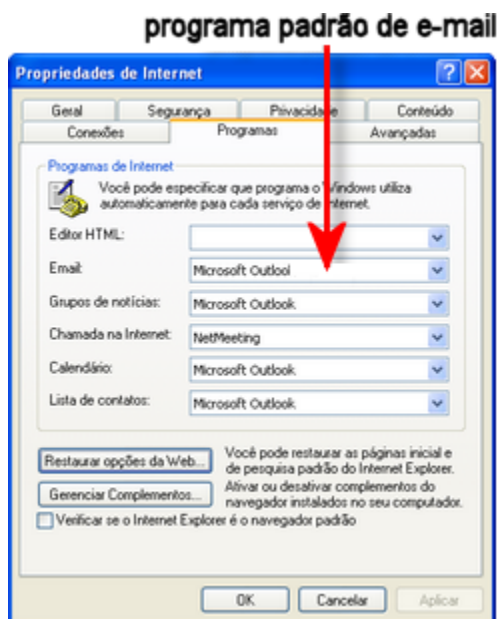 programa padrão de e-mail
Propriedades de Internet
Geral
Segurança
Privacidade
Conteúdo
Conexões
Programas
Avançadas
Programas de Internet
Você pode especificar que programa o Windows utiliza
automaticamente para cada serviço de Internet.
Editor HTML:
Email:
Microsoft Outlool
Grupos de notícias:
Microsoft Outlook
Chamada na Internet:
NetMeeting
Calendário:
Microsoft Outlook
Lista de contatos:
Microsoft Outlook
Restaurar opções da Web...
Você pode restaurar as páginas inicial e
de pesquisa padrão do Internet Explorer.
Gerenciar Complementos...
Ativar ou desativar complementos do
navegador instalados no seu computador.
Verificar se o Internet Explorer é o navegador padrão
OK
Cancelar
Aplicar